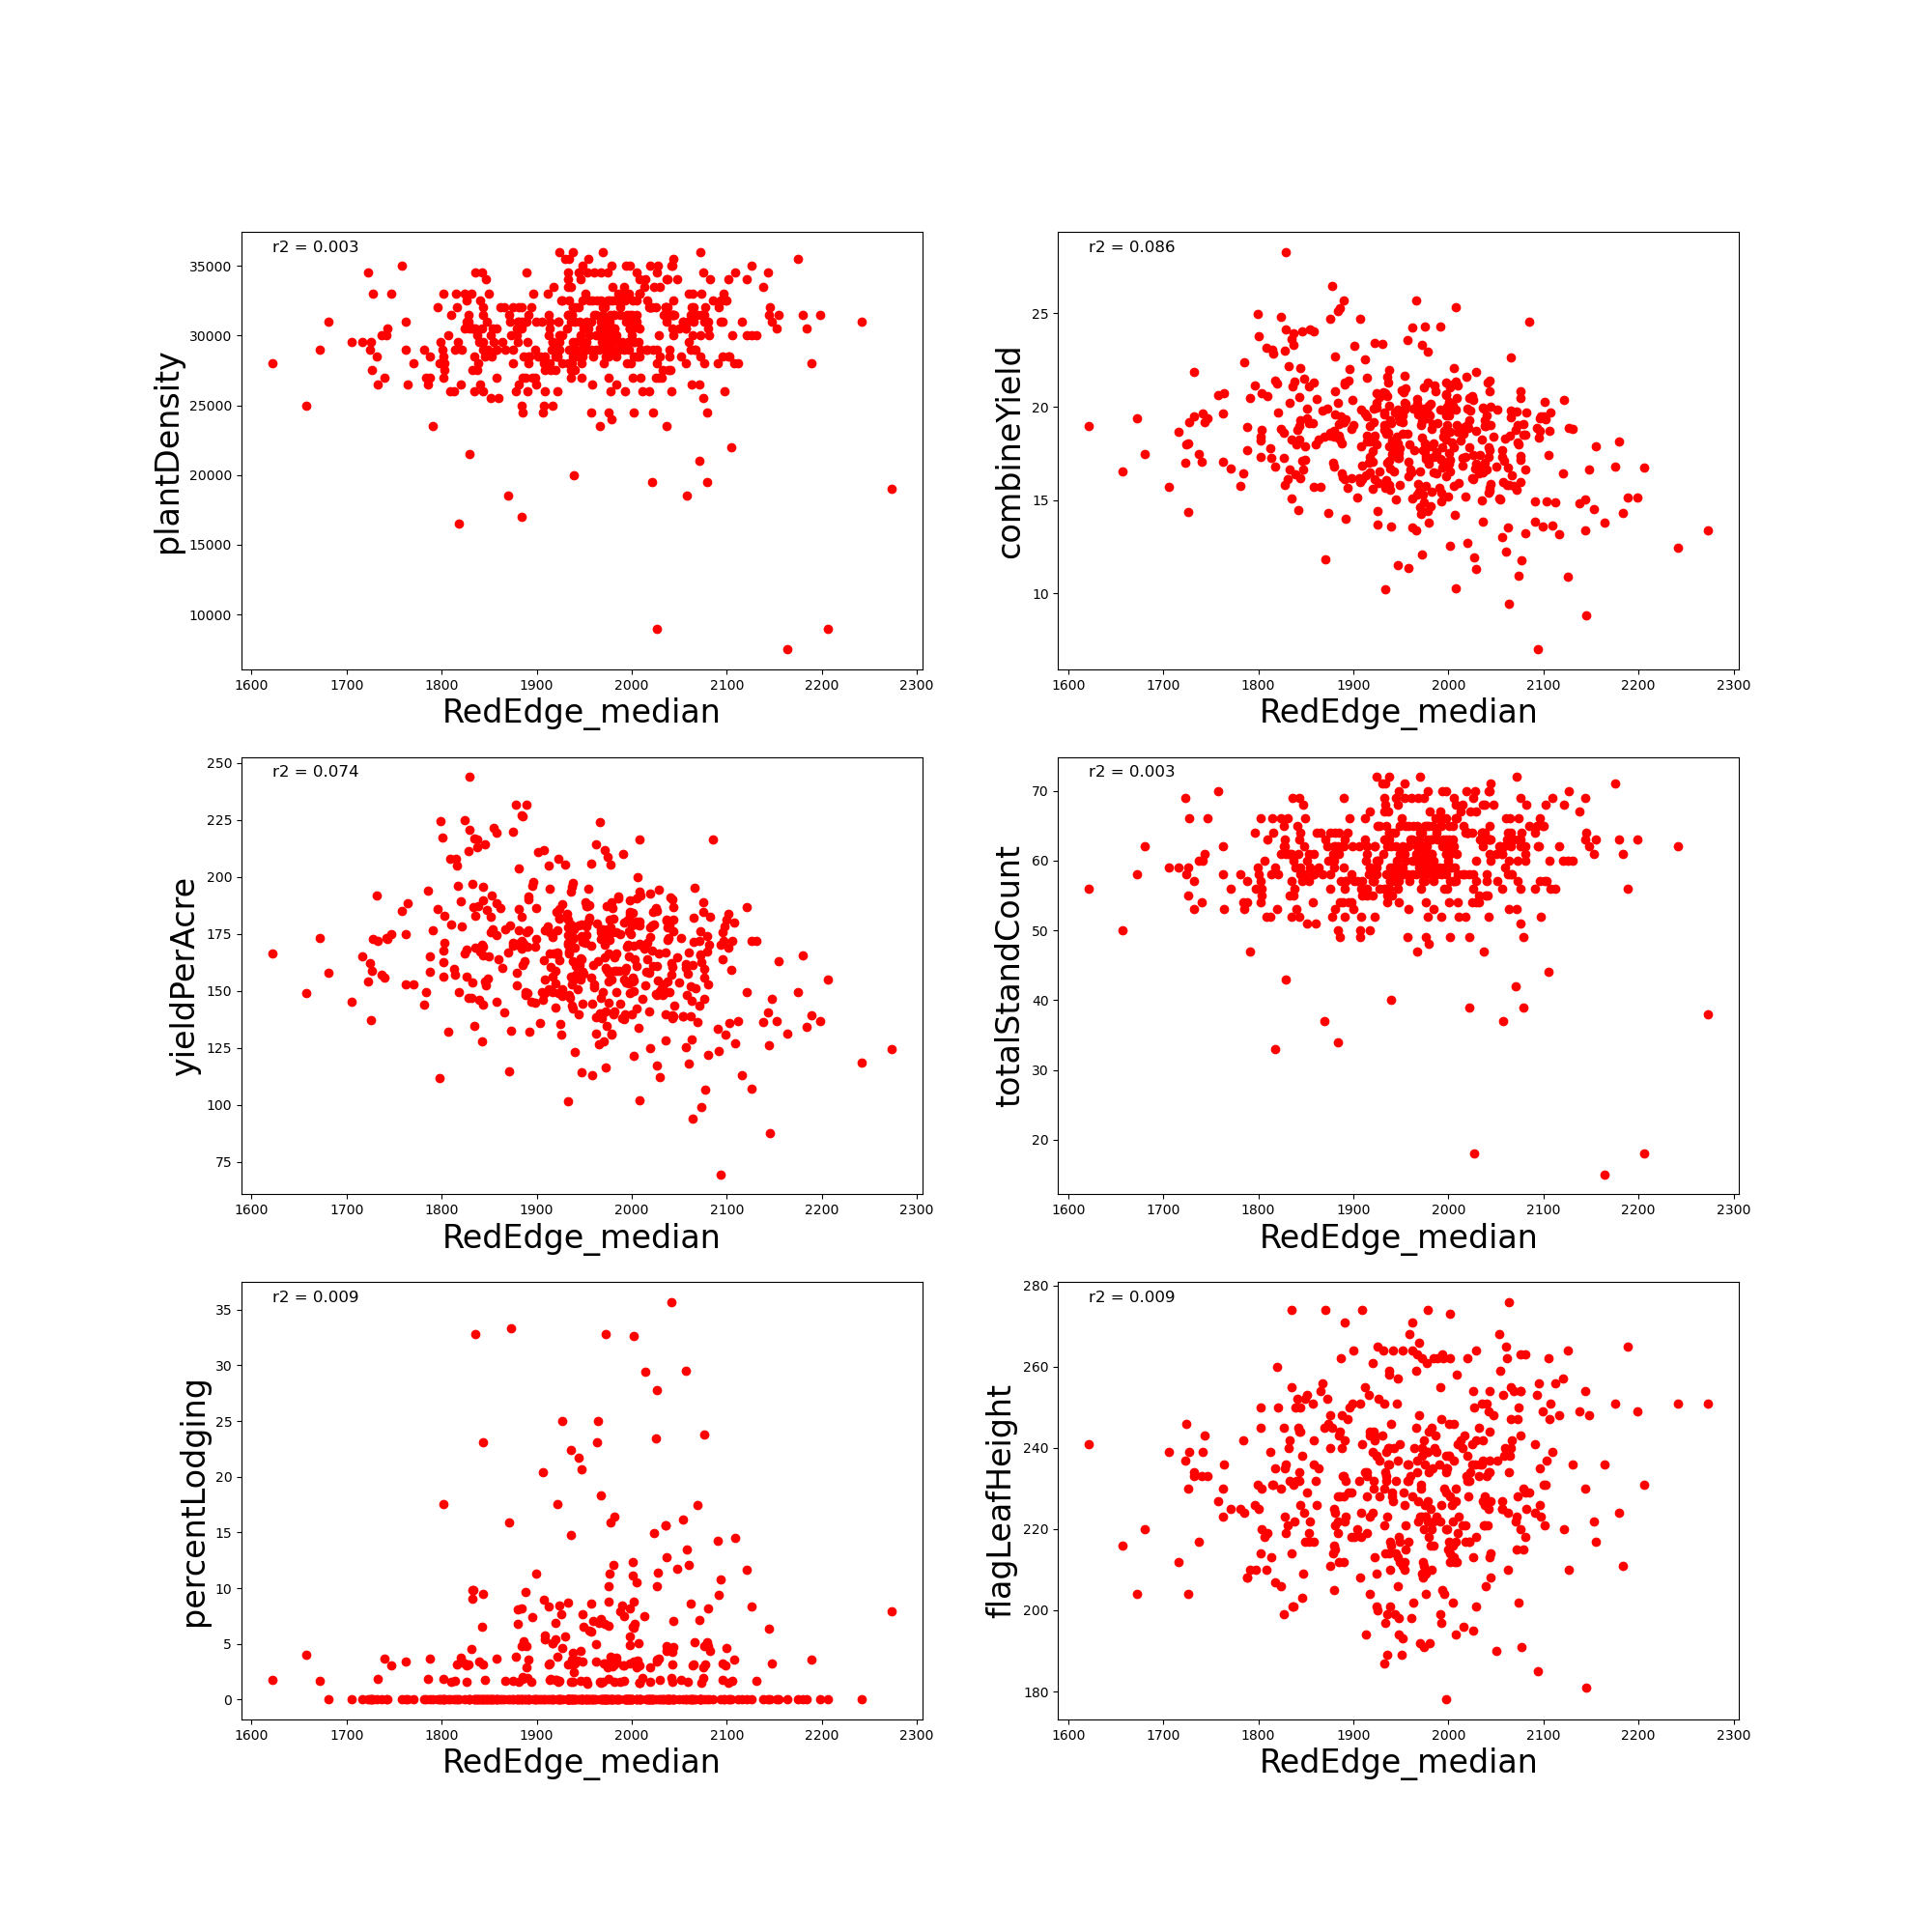 r2 = 0.003
35000
30000
25000
20000
15000
10000
plantDensity
1600 1700 1800 1900 2000 2100 2200 2300
RedEdge_median
r2 = 0.086
25
20
15
10
combineYield
1600 1700 1800 1900 2000 2100 2200 2300
RedEdge_median
r2 = 0.074
250
225
200
175
150
125
100
75
yieldPerAcre
1600 1700 1800 1900 2000 2100 2200 2300
RedEdge_median
r2 = 0.003
70
60
50
40
30
20
totalStandCount
1600 1700 1800 1900 2000 2100 2200 2300
RedEdge_median
r2 = 0.009
35
30
25
20
15
10
5
0
percentLodging
1600 1700 1800 1900 2000 2100 2200 2300
RedEdge_median
r2 = 0.009
280
260
240
220
200
180
flagLeafHeight
1600 1700 1800 1900 2000 2100 2200 2300
RedEdge_median